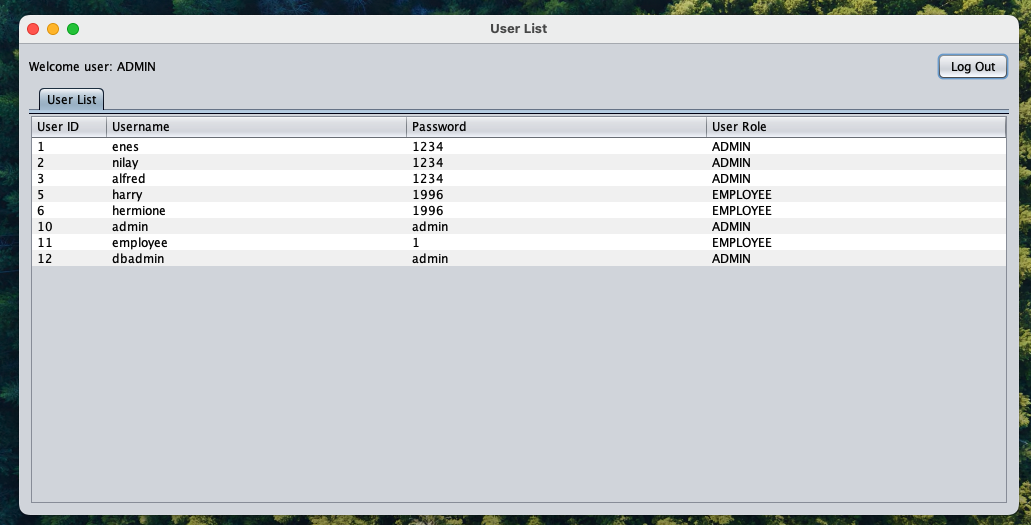 User List
Welcome user: ADMIN Log Out
User List
User ID Username Password User Role
1 enes 1234 ADMIN
2 nilay 1234 ADMIN
3 alfred 1234 ADMIN
5 harry 1996 EMPLOYEE
6 hermione 1996 EMPLOYEE
10 admin admin ADMIN
11 employee 1 EMPLOYEE
12 dbadmin admin ADMIN